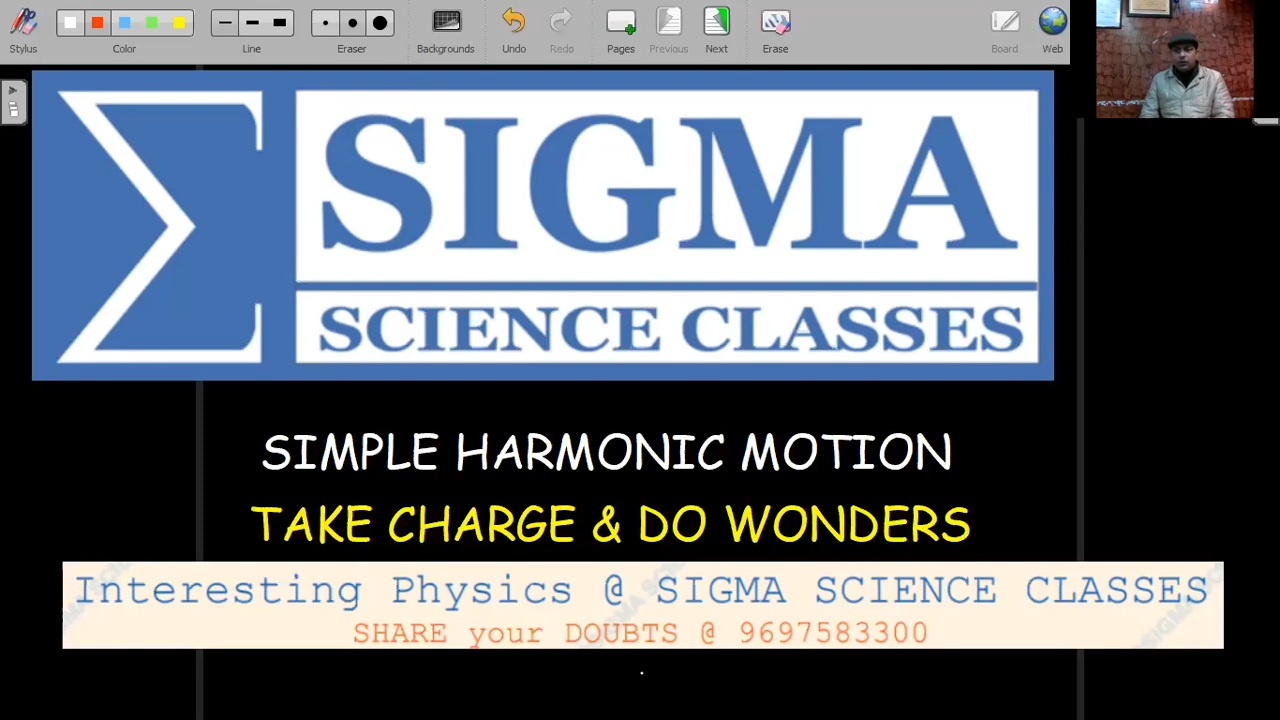 Stylus Color Line Eraser Backgrounds Undo Redo Pages Previous Next Erase Board Web
Σ SIGMA
SCIENCE CLASSES
SIMPLE HARMONIC MOTION
TAKE CHARGE & DO WONDERS
Interesting Physics @ SIGMA SCIENCE CLASSES
SHARE your DOUBTS @ 9697583300